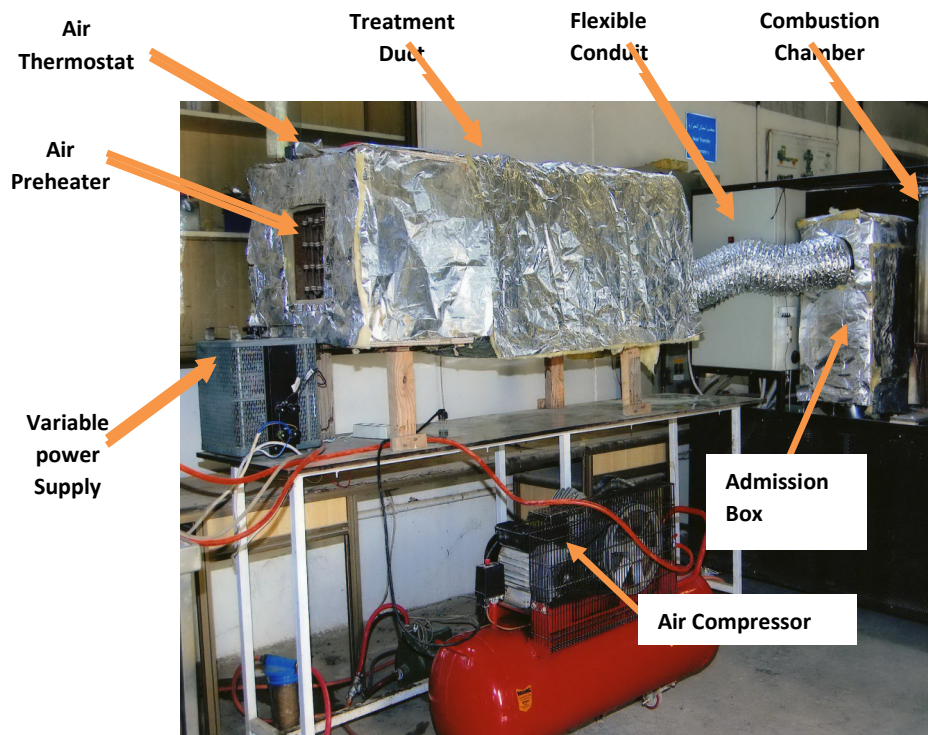 Air
Thermostat
Treatment
Duct
Flexible
Conduit
Combustion
Chamber
Air
Preheater
Variable
power
Supply
Admission
Box
Air Compressor